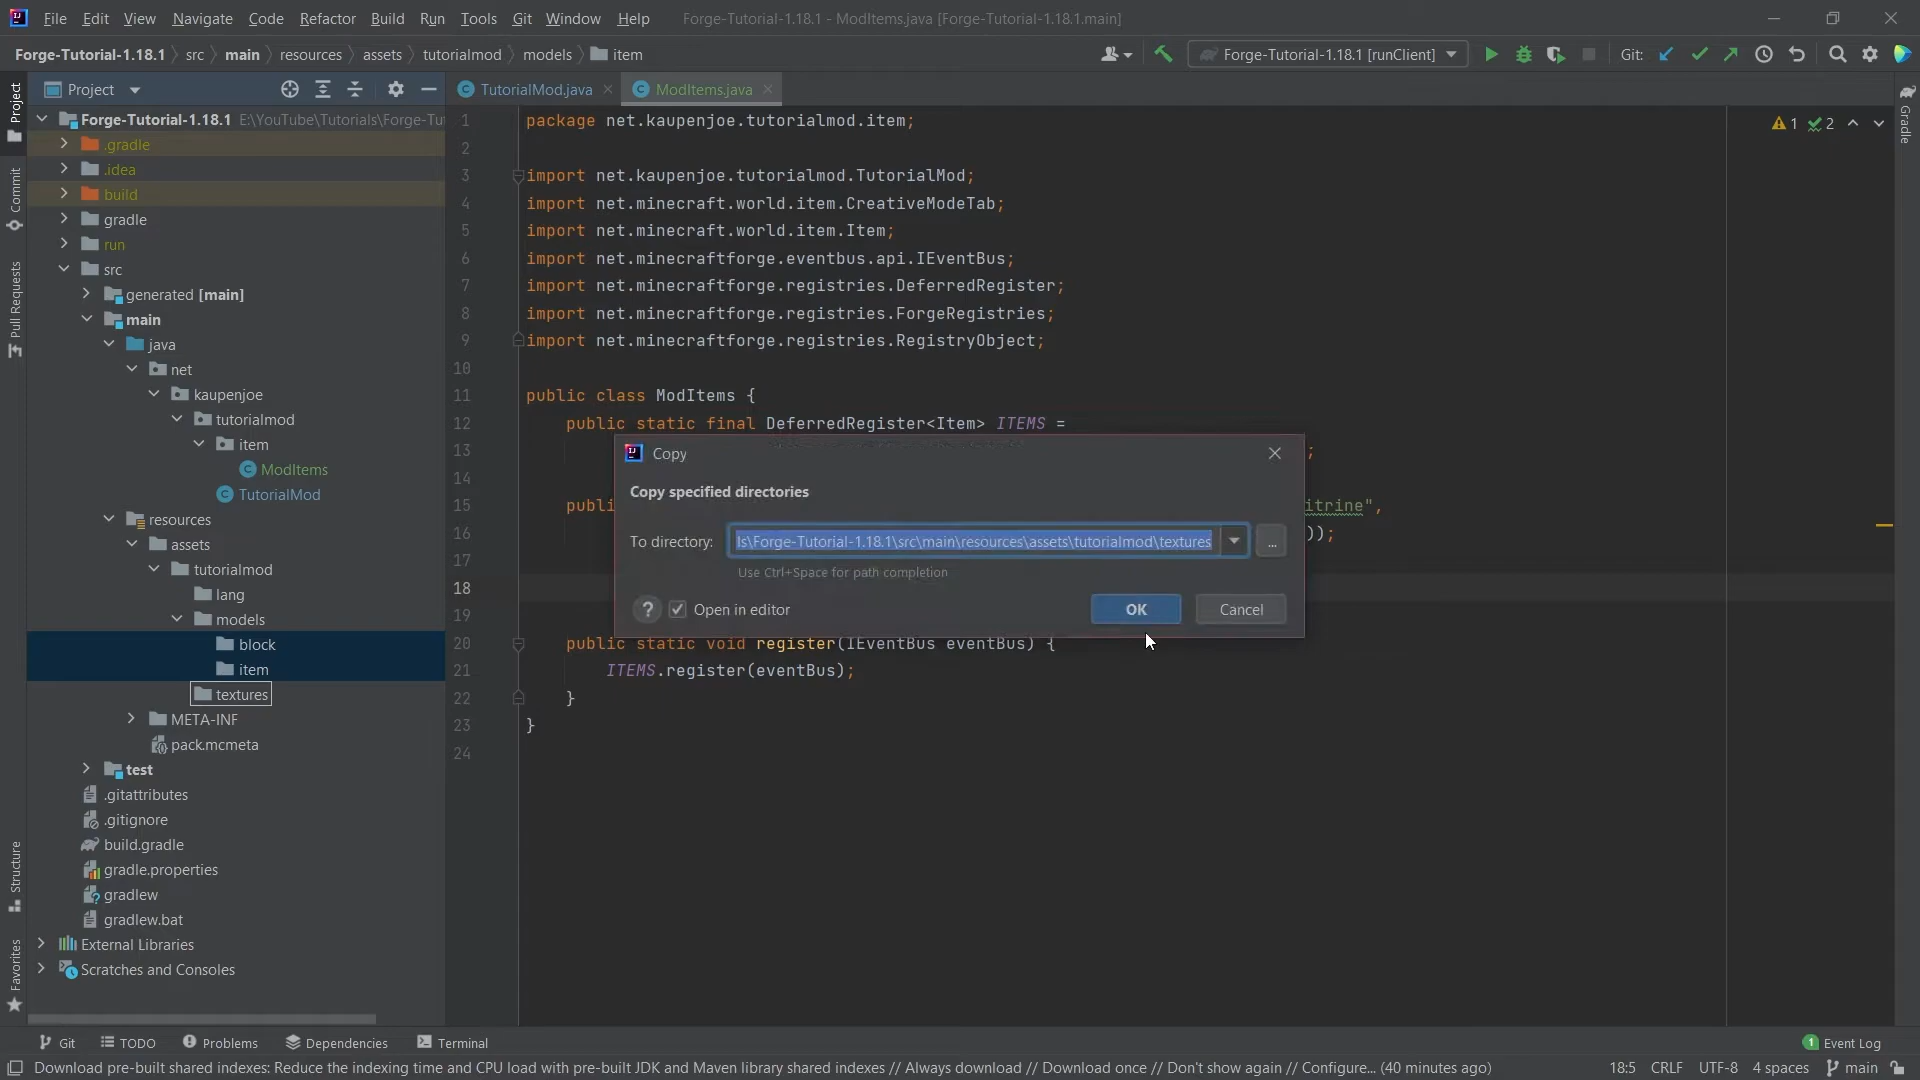 File Edit View Navigate Code Refactor Build Run Tools Git Window Help Forge-Tutorial-1.18.1 - ModItems.java [Forge-Tutorial-1.18.1.main]
Forge-Tutorial-1.18.1 src main resources assets tutorialmod models item Forge-Tutorial-1.18.1 [runClient] Git:
Project
TutorialMod.java ModItems.java
Forge-Tutorial-1.18.1 E:\YouTube\Tutorials\Forge-Tu
.gradle
.idea
build
gradle
run
src
generated [main]
main
java
net
kaupenjoe
tutorialmod
item
ModItems
TutorialMod
resources
assets
tutorialmod
lang
models
block
item
textures
META-INF
pack.mcmeta
test
.gitattributes
.gitignore
build.gradle
gradle.properties
gradlew
gradlew.bat
External Libraries
Scratches and Consoles
Project
Commit
Pull Requests
Structure
Favorites
Gradle
1 2
1 package net.kaupenjoe.tutorialmod.item;
2
3 import net.kaupenjoe.tutorialmod.TutorialMod;
4 import net.minecraft.world.item.CreativeModeTab;
5 import net.minecraft.world.item.Item;
6 import net.minecraftforge.eventbus.api.IEventBus;
7 import net.minecraftforge.registries.DeferredRegister;
8 import net.minecraftforge.registries.ForgeRegistries;
9 import net.minecraftforge.registries.RegistryObject;
10
11 public class ModItems {
12 public static final DeferredRegister<Item> ITEMS =
13 ;
14
15 publi itrine",
16 ));
17
18
19
20 public static void register(IEventBus eventBus) {
21 ITEMS.register(eventBus);
22 }
23 }
24
Copy
Copy specified directories
To directory: ls\Forge-Tutorial-1.18.1\src\main\resources\assets\tutorialmod\textures ...
Use Ctrl+Space for path completion
? Open in editor OK Cancel
Git TODO Problems Dependencies Terminal 1 Event Log
Download pre-built shared indexes: Reduce the indexing time and CPU load with pre-built JDK and Maven library shared indexes // Always download // Download once // Don't show again // Configure... (40 minutes ago) 18:5 CRLF UTF-8 4 spaces main